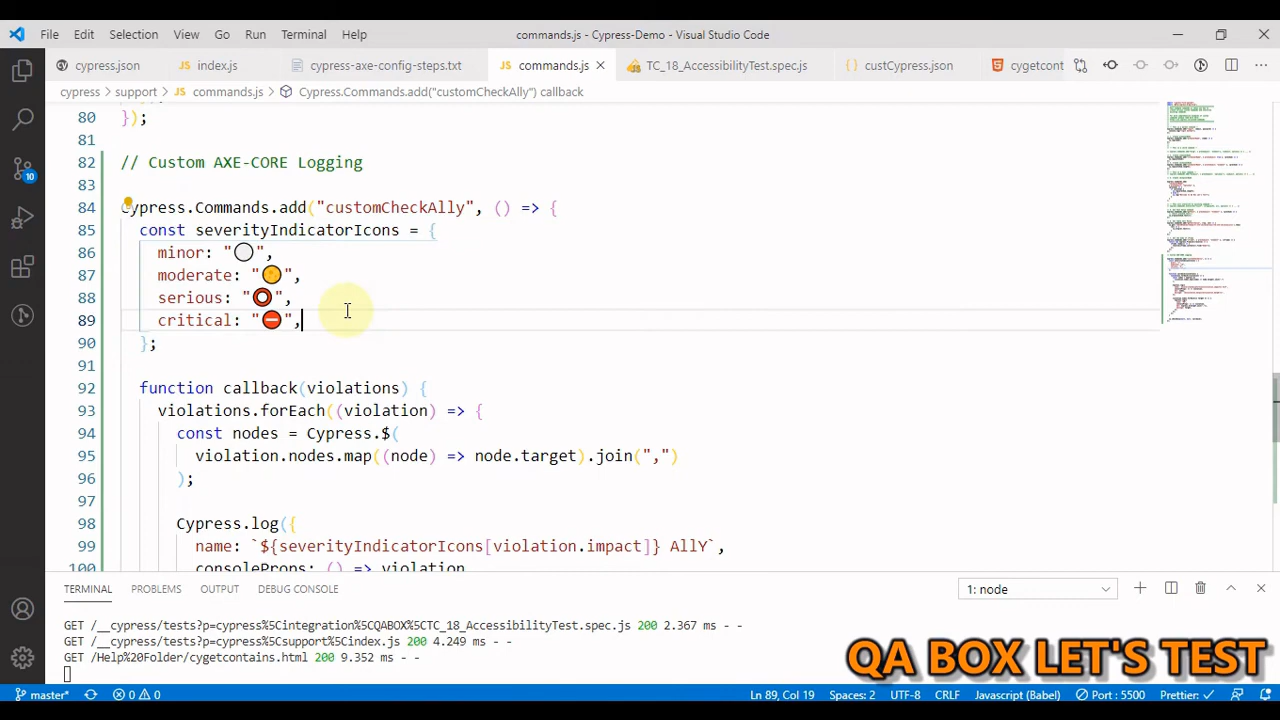 File Edit Selection View Go Run Terminal Help commands.js - Cypress-Demo - Visual Studio Code
cypress.json JS index.js cypress-axe-config-steps.txt JS commands.js TC_18_AccessibilityTest.spec.js {} custCypress.json cygetcont
cypress > support > JS commands.js > Cypress.Commands.add("customCheckAlly") callback
80 });
81
82 // Custom AXE-CORE Logging
83
84 Cypress.Commands.add("customCheckAlly", () => {
85 const severityIndicatorIcons = {
86 minor: "⚪",
87 moderate: "🟡",
88 serious: "⭕",
89 critical: "⛔",
90 };
91
92 function callback(violations) {
93 violations.forEach((violation) => {
94 const nodes = Cypress.$(
95 violation.nodes.map((node) => node.target).join(",")
96 );
97
98 Cypress.log({
99 name: `${severityIndicatorIcons[violation.impact]} AllY`,
100 consoleProps: () => violation
10
TERMINAL PROBLEMS OUTPUT DEBUG CONSOLE 1: node
GET /__cypress/tests?p=cypress%5Cintegration%5CQABOX%5CTC_18_AccessibilityTest.spec.js 200 2.367 ms - -
GET /__cypress/tests?p=cypress%5Csupport%5Cindex.js 200 4.249 ms - -
GET /Help%20Folder/cygetcontains.html 200 9.352 ms - -
QA BOX LET'S TEST
master* 0 0 Ln 89, Col 19 Spaces: 2 UTF-8 CRLF Javascript (Babel) Port : 5500 Prettier: ✓